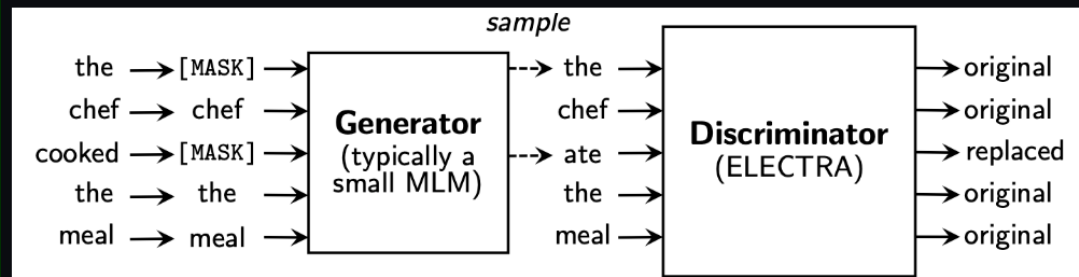 sample
the [MASK] the original
chef chef chef original
cooked [MASK] ate replaced
the the the original
meal meal meal original
Generator
(typically a
small MLM)
Discriminator
(ELECTRA)